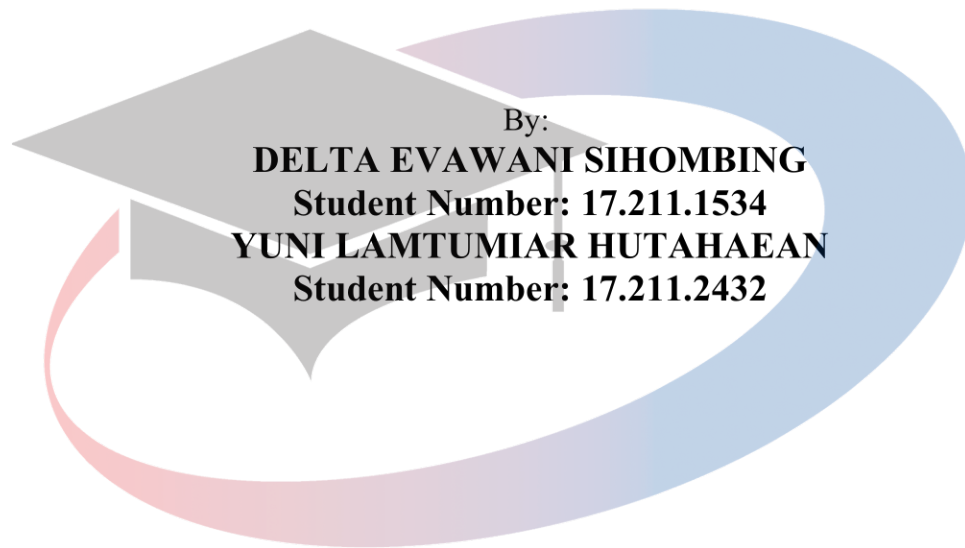 By:
DELTA EVAWANI SIHOMBING
Student Number: 17.211.1534
YUNI LAMTUMIAR HUTAHAEAN
Student Number: 17.211.2432